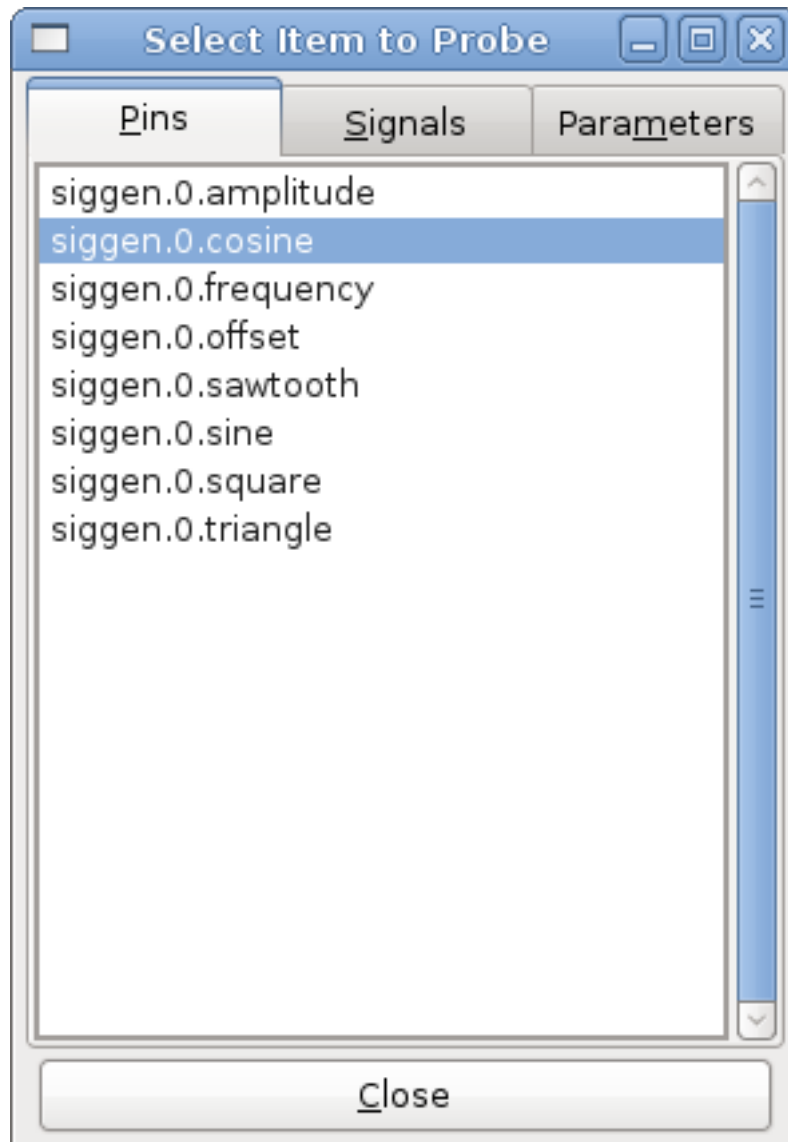 Select Item to Probe
Pins Signals Parameters
siggen.0.amplitude
siggen.0.cosine
siggen.0.frequency
siggen.0.offset
siggen.0.sawtooth
siggen.0.sine
siggen.0.square
siggen.0.triangle
Close